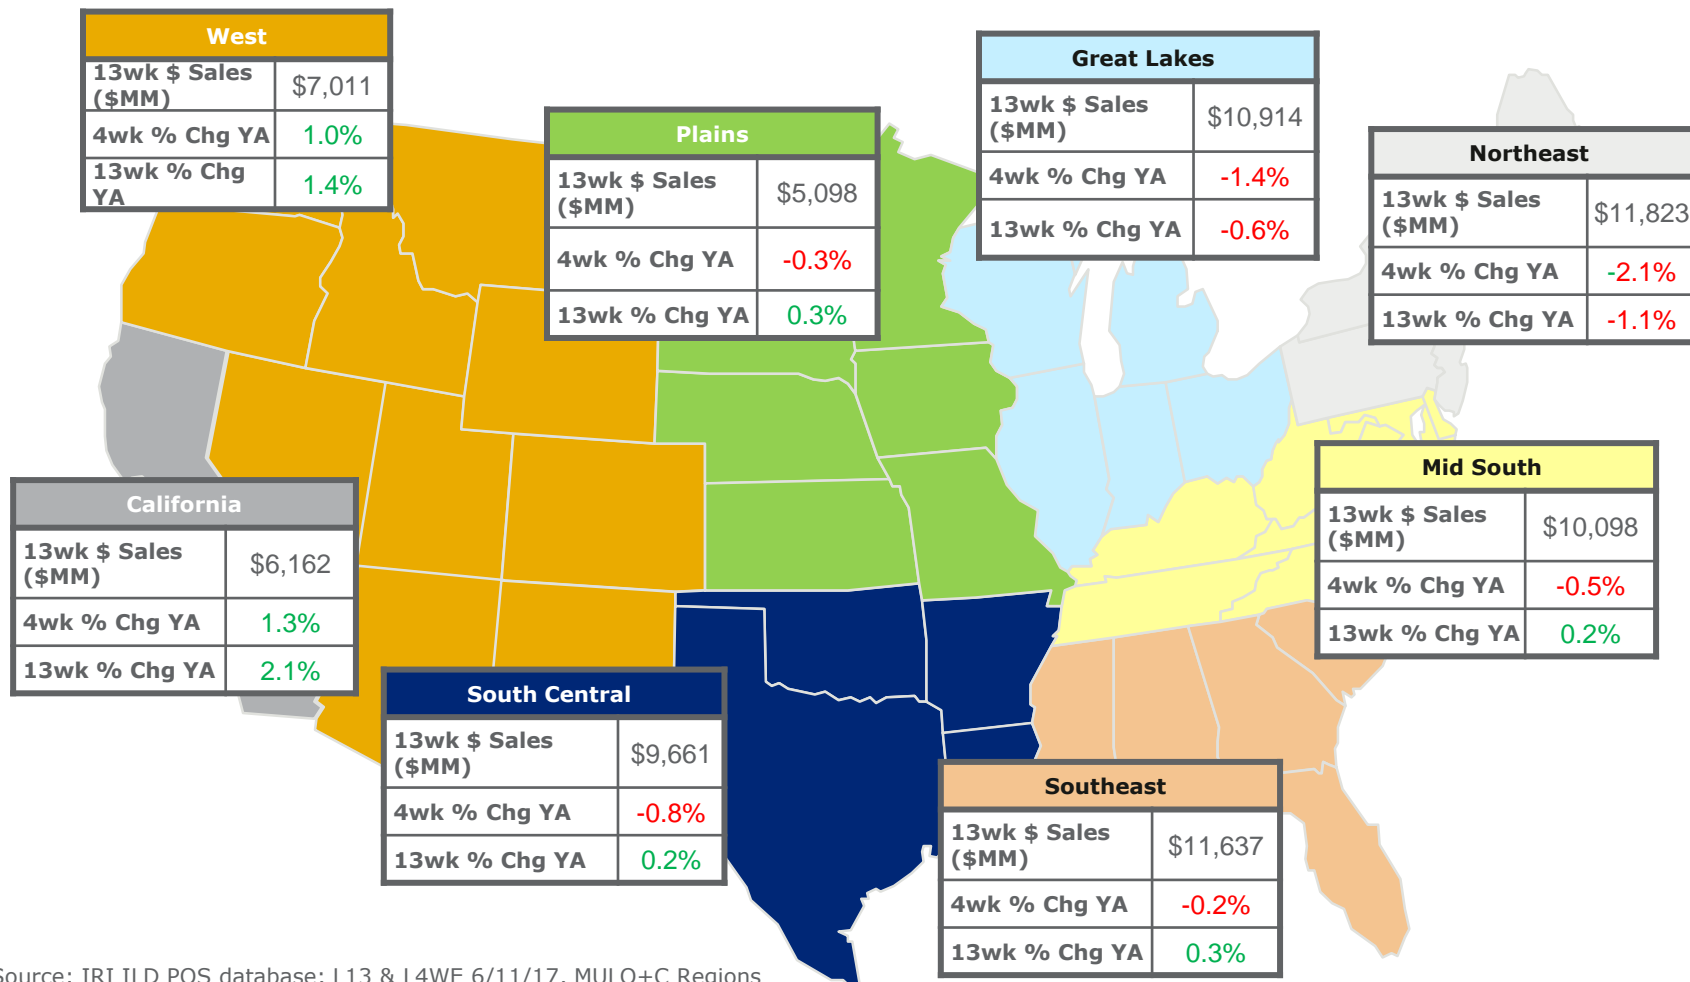 West
13wk $ Sales
($MM)
$7,011
4wk % Chg YA
1.0%
13wk % Chg
YA
1.4%
Plains
13wk $ Sales
($MM)
$5,098
4wk % Chg YA
-0.3%
13wk % Chg YA
0.3%
Great Lakes
13wk $ Sales
($MM)
$10,914
4wk % Chg YA
-1.4%
13wk % Chg YA
-0.6%
Northeast
13wk $ Sales
($MM)
$11,823
4wk % Chg YA
-2.1%
13wk % Chg YA
-1.1%
California
13wk $ Sales
($MM)
$6,162
4wk % Chg YA
1.3%
13wk % Chg YA
2.1%
Mid South
13wk $ Sales
($MM)
$10,098
4wk % Chg YA
-0.5%
13wk % Chg YA
0.2%
South Central
13wk $ Sales
($MM)
$9,661
4wk % Chg YA
-0.8%
13wk % Chg YA
0.2%
Southeast
13wk $ Sales
($MM)
$11,637
4wk % Chg YA
-0.2%
13wk % Chg YA
0.3%
Source: IRI ILD POS database; L13 & L4WE 6/11/17, MULO+C Regions